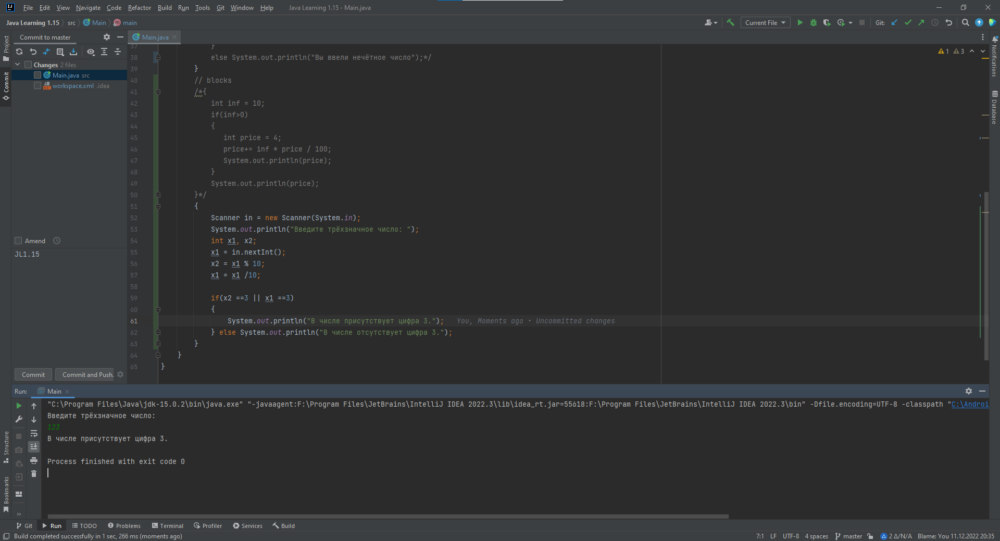 File Edit View Navigate Code Refactor Build Run Tools Git Window Help Java Learning 1.15 - Main.java
Java Learning 1.15 src Main main Current File Git:
Project
Commit
Structure
Bookmarks
Commit to master
Changes 2 files
Main.java src
workspace.xml .idea
Amend
JL1.15
Commit Commit and Push.
Main.java
1 3
Notifications
Database
37 }
38 else System.out.println("Вы ввели нечётное число");*/
39 }
40 // blocks
41 /*{
42 int inf = 10;
43 if(inf>0)
44 {
45 int price = 4;
46 price+= inf * price / 100;
47 System.out.println(price);
48 }
49 System.out.println(price);
50 }*/
51 {
52 Scanner in = new Scanner(System.in);
53 System.out.println("Введите трёхзначное число: ");
54 int x1, x2;
55 x1 = in.nextInt();
56 x2 = x1 % 10;
57 x1 = x1 /10;
58
59 if(x2 ==3 || x1 ==3)
60 {
61 System.out.println("В числе присутствует цифра 3."); You, Moments ago • Uncommitted changes
62 } else System.out.println("В числе отсутствует цифра 3.");
63 }
64 }
65 }
Run: Main
"C:\Program Files\Java\jdk-15.0.2\bin\java.exe" "-javaagent:F:\Program Files\JetBrains\IntelliJ IDEA 2022.3\lib\idea_rt.jar=55618:F:\Program Files\JetBrains\IntelliJ IDEA 2022.3\bin" -Dfile.encoding=UTF-8 -classpath "C:\Androi
Введите трёхзначное число:
123
В числе присутствует цифра 3.
Process finished with exit code 0
Git Run TODO Problems Terminal Profiler Services Build
Build completed successfully in 1 sec, 266 ms (moments ago) 7:1 LF UTF-8 4 spaces master 2 Δ/N/A Blame: You 11.12.2022 20:35